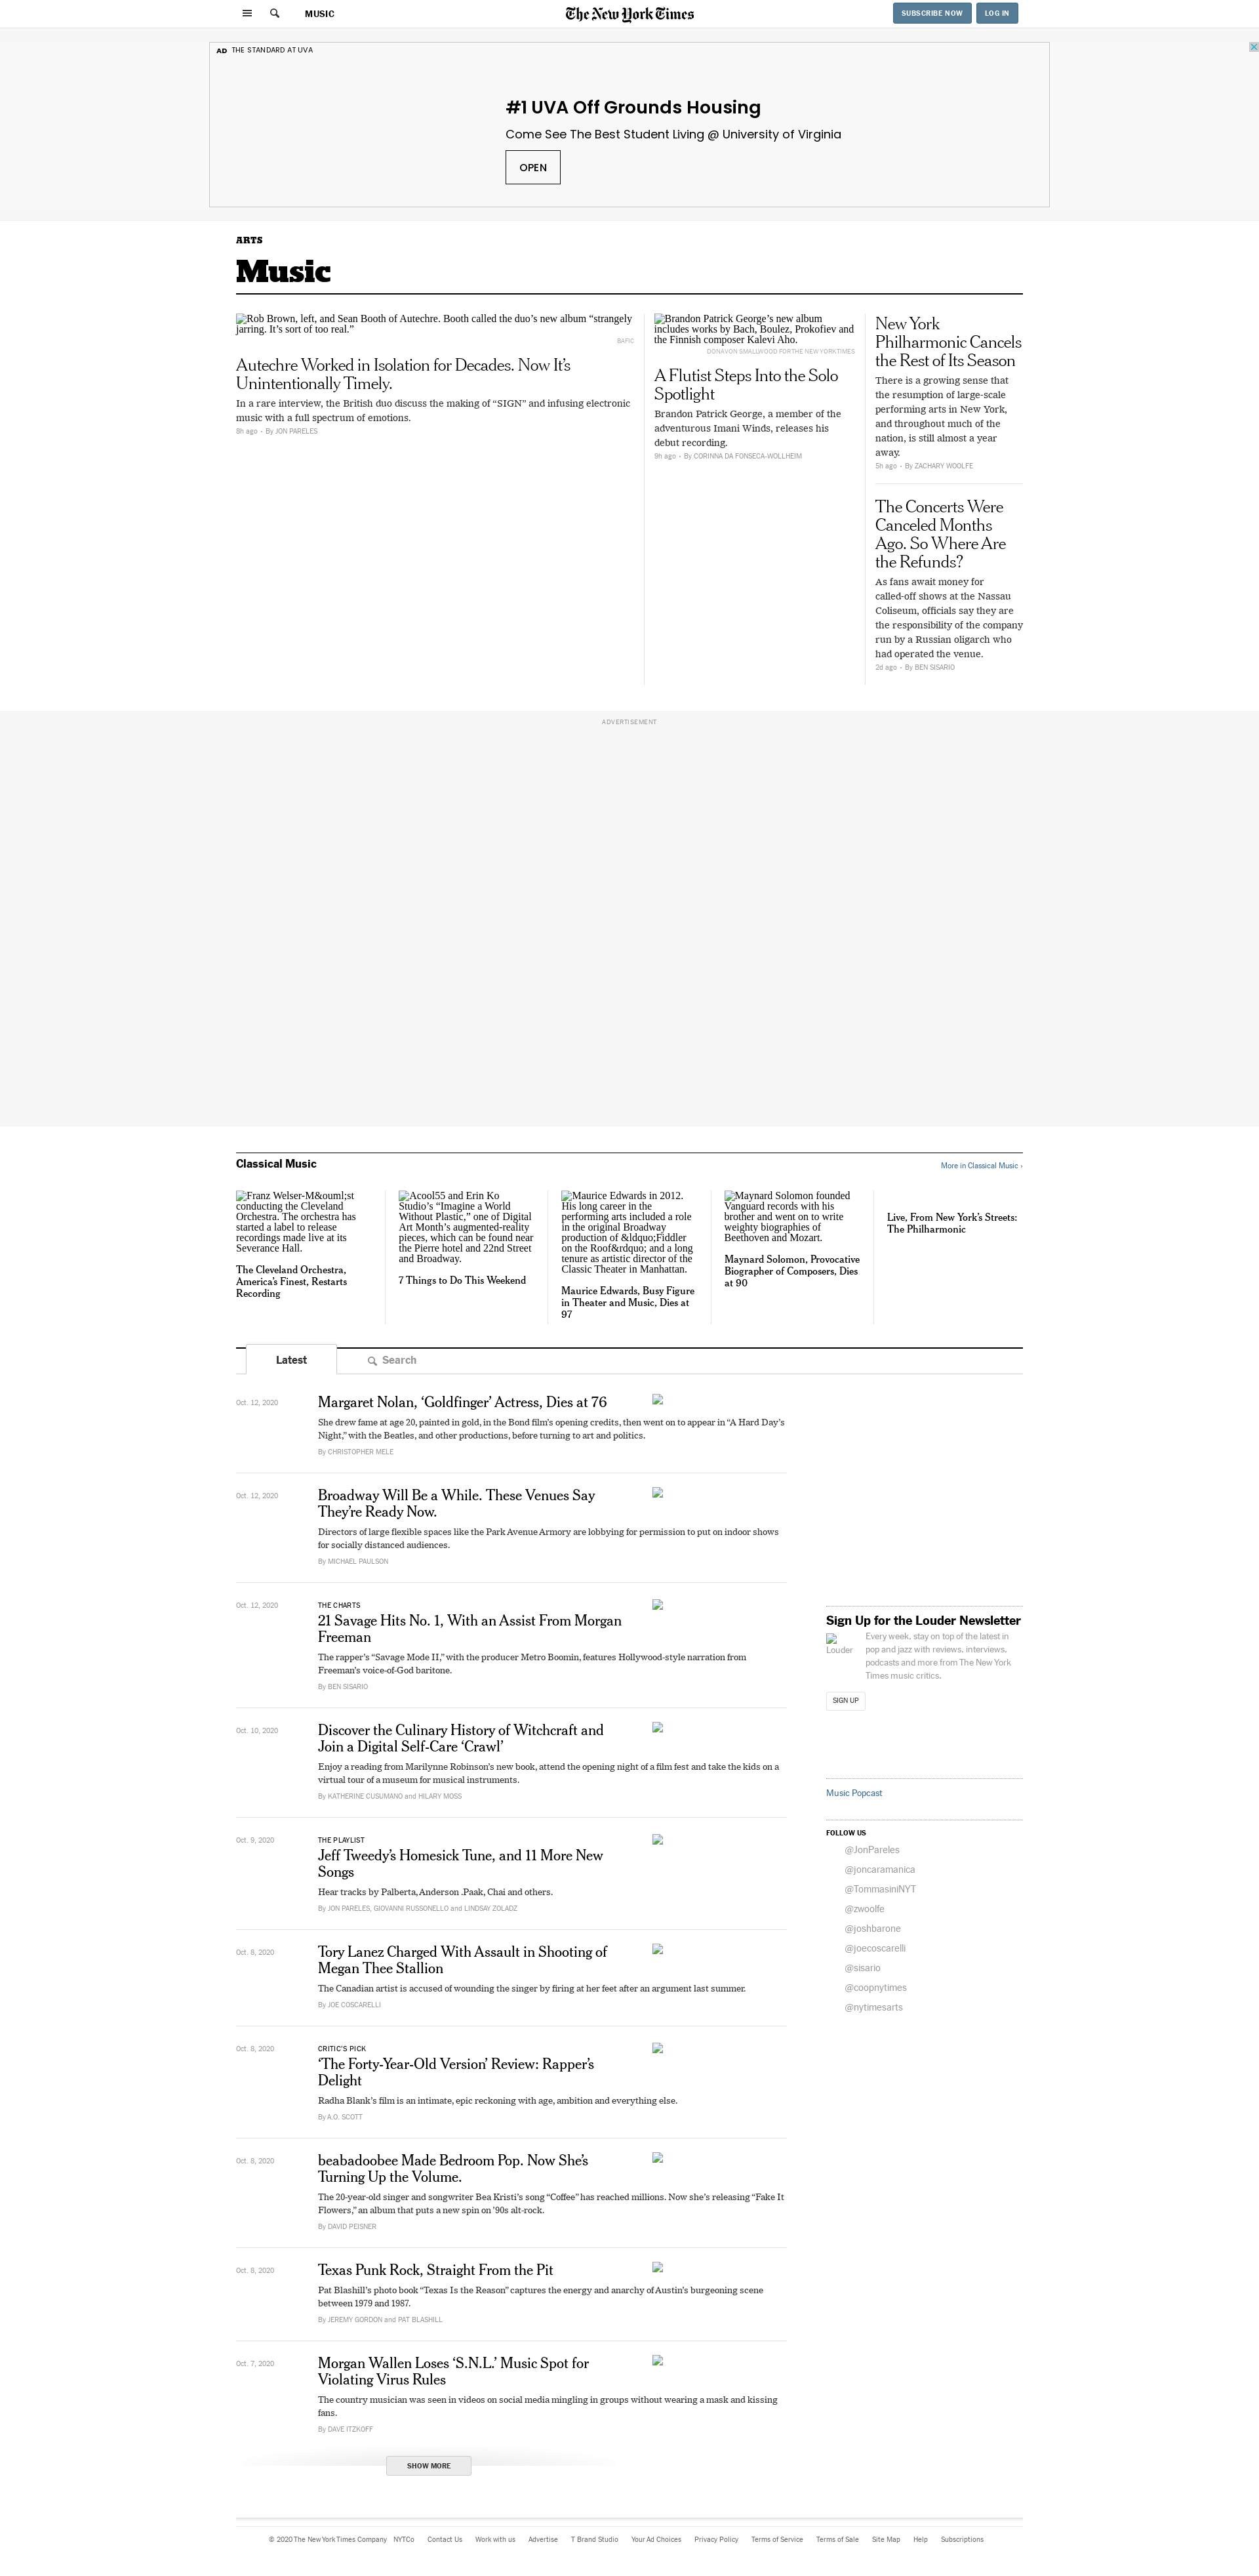 MUSIC
The New York Times
SUBSCRIBE NOW
LOG IN
AD THE STANDARD AT UVA
#1 UVA Off Grounds Housing
Come See The Best Student Living @ University of Virginia
OPEN
ARTS
Music
Rob Brown, left, and Sean Booth of Autechre. Booth called the duo’s new album “strangely
jarring. It’s sort of too real.”
BAFIC
Autechre Worked in Isolation for Decades. Now It’s
Unintentionally Timely.
In a rare interview, the British duo discuss the making of “SIGN” and infusing electronic
music with a full spectrum of emotions.
8h ago • By JON PARELES
Brandon Patrick George’s new album
includes works by Bach, Boulez, Prokofiev and
the Finnish composer Kalevi Aho.
DONAVON SMALLWOOD FOR THE NEW YORK TIMES
A Flutist Steps Into the Solo
Spotlight
Brandon Patrick George, a member of the
adventurous Imani Winds, releases his
debut recording.
9h ago • By CORINNA DA FONSECA-WOLLHEIM
New York
Philharmonic Cancels
the Rest of Its Season
There is a growing sense that
the resumption of large-scale
performing arts in New York,
and throughout much of the
nation, is still almost a year
away.
5h ago • By ZACHARY WOOLFE
The Concerts Were
Canceled Months
Ago. So Where Are
the Refunds?
As fans await money for
called-off shows at the Nassau
Coliseum, officials say they are
the responsibility of the company
run by a Russian oligarch who
had operated the venue.
2d ago • By BEN SISARIO
ADVERTISEMENT
Classical Music
More in Classical Music ›
Franz Welser-M&ouml;st
conducting the Cleveland
Orchestra. The orchestra has
started a label to release
recordings made live at its
Severance Hall.
The Cleveland Orchestra,
America’s Finest, Restarts
Recording
Acool55 and Erin Ko
Studio’s “Imagine a World
Without Plastic,” one of Digital
Art Month’s augmented-reality
pieces, which can be found near
the Pierre hotel and 22nd Street
and Broadway.
7 Things to Do This Weekend
Maurice Edwards in 2012.
His long career in the
performing arts included a role
in the original Broadway
production of &ldquo;Fiddler
on the Roof&rdquo; and a long
tenure as artistic director of the
Classic Theater in Manhattan.
Maurice Edwards, Busy Figure
in Theater and Music, Dies at
97
Maynard Solomon founded
Vanguard records with his
brother and went on to write
weighty biographies of
Beethoven and Mozart.
Maynard Solomon, Provocative
Biographer of Composers, Dies
at 90
Live, From New York’s Streets:
The Philharmonic
Latest
Search
Oct. 12, 2020
Margaret Nolan, ‘Goldfinger’ Actress, Dies at 76
She drew fame at age 20, painted in gold, in the Bond film’s opening credits, then went on to appear in “A Hard Day’s
Night,” with the Beatles, and other productions, before turning to art and politics.
By CHRISTOPHER MELE
Oct. 12, 2020
Broadway Will Be a While. These Venues Say
They’re Ready Now.
Directors of large flexible spaces like the Park Avenue Armory are lobbying for permission to put on indoor shows
for socially distanced audiences.
By MICHAEL PAULSON
Oct. 12, 2020
THE CHARTS
21 Savage Hits No. 1, With an Assist From Morgan
Freeman
The rapper’s “Savage Mode II,” with the producer Metro Boomin, features Hollywood-style narration from
Freeman’s voice-of-God baritone.
By BEN SISARIO
Oct. 10, 2020
Discover the Culinary History of Witchcraft and
Join a Digital Self-Care ‘Crawl’
Enjoy a reading from Marilynne Robinson’s new book, attend the opening night of a film fest and take the kids on a
virtual tour of a museum for musical instruments.
By KATHERINE CUSUMANO and HILARY MOSS
Oct. 9, 2020
THE PLAYLIST
Jeff Tweedy’s Homesick Tune, and 11 More New
Songs
Hear tracks by Palberta, Anderson .Paak, Chai and others.
By JON PARELES, GIOVANNI RUSSONELLO and LINDSAY ZOLADZ
Oct. 8, 2020
Tory Lanez Charged With Assault in Shooting of
Megan Thee Stallion
The Canadian artist is accused of wounding the singer by firing at her feet after an argument last summer.
By JOE COSCARELLI
Oct. 8, 2020
CRITIC’S PICK
‘The Forty-Year-Old Version’ Review: Rapper’s
Delight
Radha Blank’s film is an intimate, epic reckoning with age, ambition and everything else.
By A.O. SCOTT
Oct. 8, 2020
beabadoobee Made Bedroom Pop. Now She’s
Turning Up the Volume.
The 20-year-old singer and songwriter Bea Kristi’s song “Coffee” has reached millions. Now she’s releasing “Fake It
Flowers,” an album that puts a new spin on ’90s alt-rock.
By DAVID PEISNER
Oct. 8, 2020
Texas Punk Rock, Straight From the Pit
Pat Blashill’s photo book “Texas Is the Reason” captures the energy and anarchy of Austin’s burgeoning scene
between 1979 and 1987.
By JEREMY GORDON and PAT BLASHILL
Oct. 7, 2020
Morgan Wallen Loses ‘S.N.L.’ Music Spot for
Violating Virus Rules
The country musician was seen in videos on social media mingling in groups without wearing a mask and kissing
fans.
By DAVE ITZKOFF
SHOW MORE
Sign Up for the Louder Newsletter
Louder
Every week, stay on top of the latest in
pop and jazz with reviews, interviews,
podcasts and more from The New York
Times music critics.
SIGN UP
Music Popcast
FOLLOW US
@JonPareles
@joncaramanica
@TommasiniNYT
@zwoolfe
@joshbarone
@joecoscarelli
@sisario
@coopnytimes
@nytimesarts
© 2020 The New York Times Company NYTCo Contact Us Work with us Advertise T Brand Studio Your Ad Choices Privacy Policy Terms of Service Terms of Sale Site Map Help Subscriptions